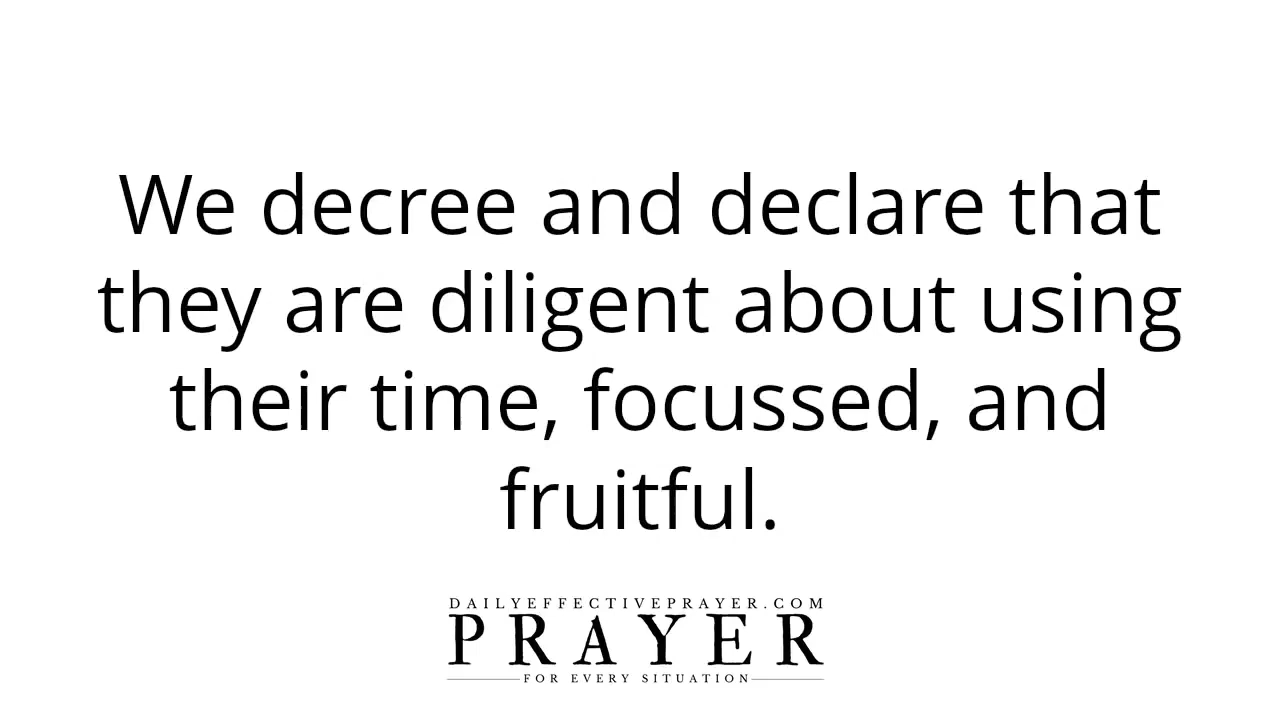 We decree and declare that
they are diligent about using
their time, focussed, and
fruitful.
DAILYEFFECTIVEPRAYER.COM
PRAYER
FOR EVERY SITUATION